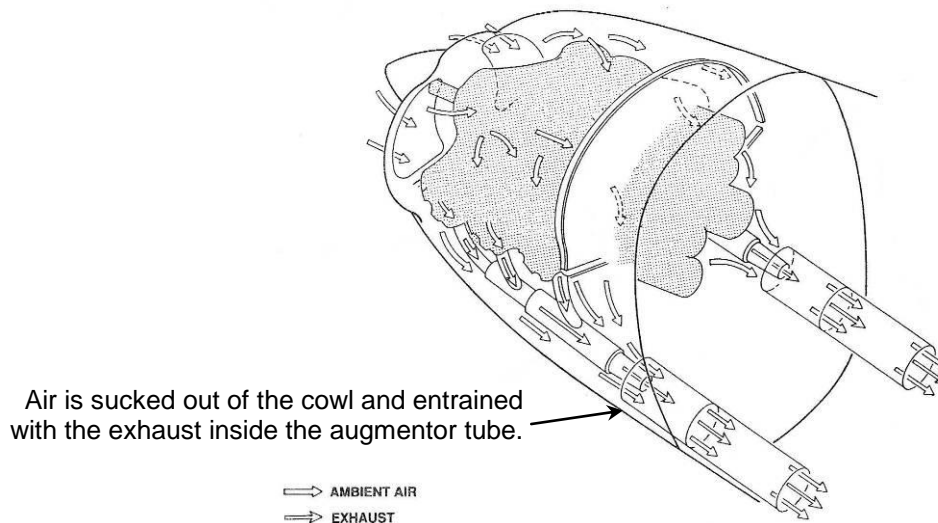 Air is sucked out of the cowl and entrained
with the exhaust inside the augmentor tube.
AMBIENT AIR
EXHAUST